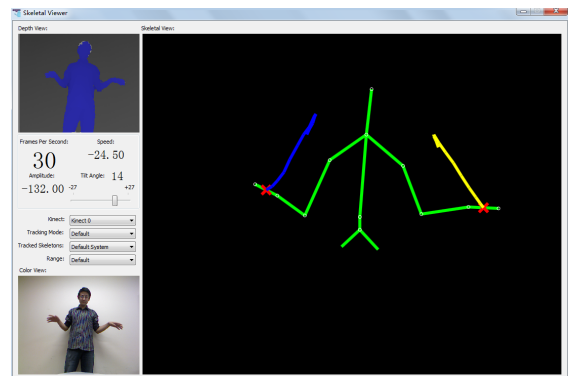 Skeletal Viewer
Depth View:
Skeletal View:
Frames Per Second:
Speed:
30
-24.50
Amplitude:
Tilt Angle: 14
-132.00
-27
+27
Kinect: Kinect 0
Tracking Mode: Default
Tracked Skeletons: Default System
Range: Default
Color View: